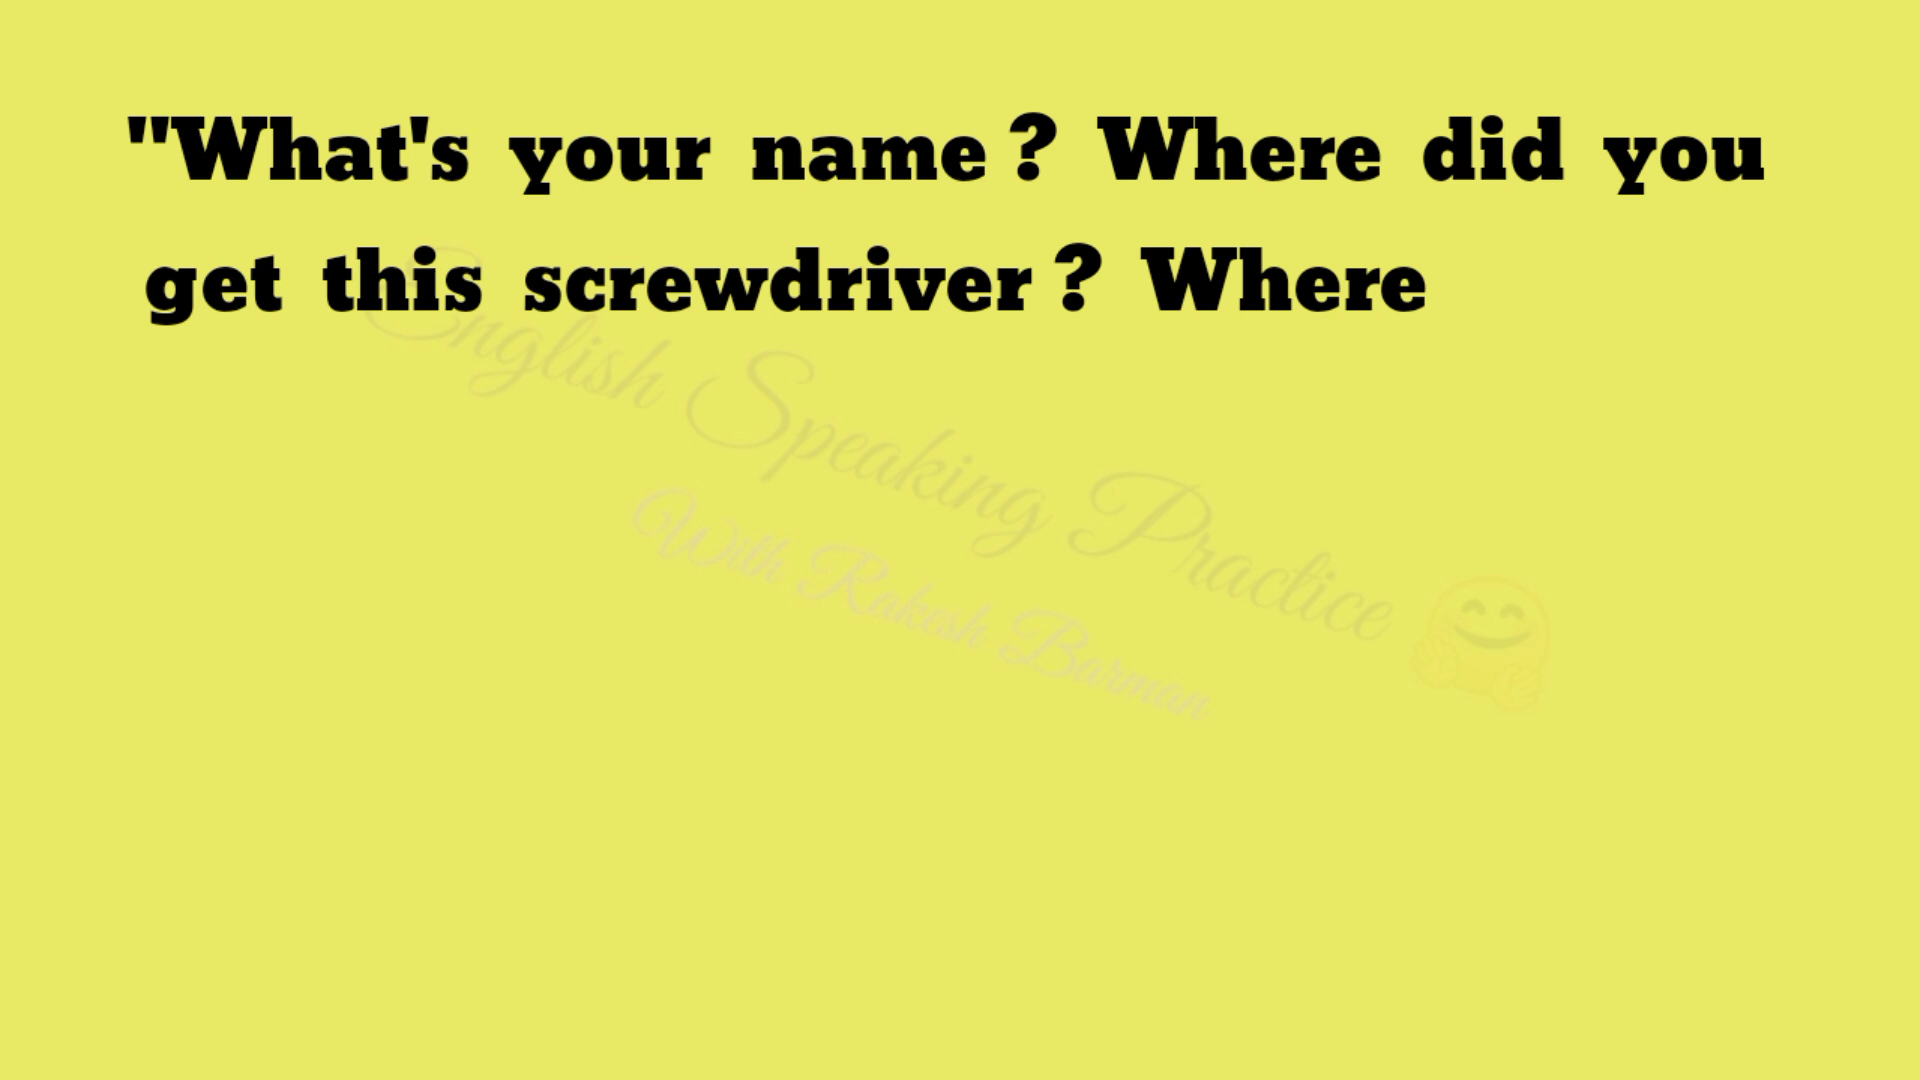 "What's your name ? Where did you
get this screwdriver ? Where
English Speaking Practice 🤗
With Rakesh Barman